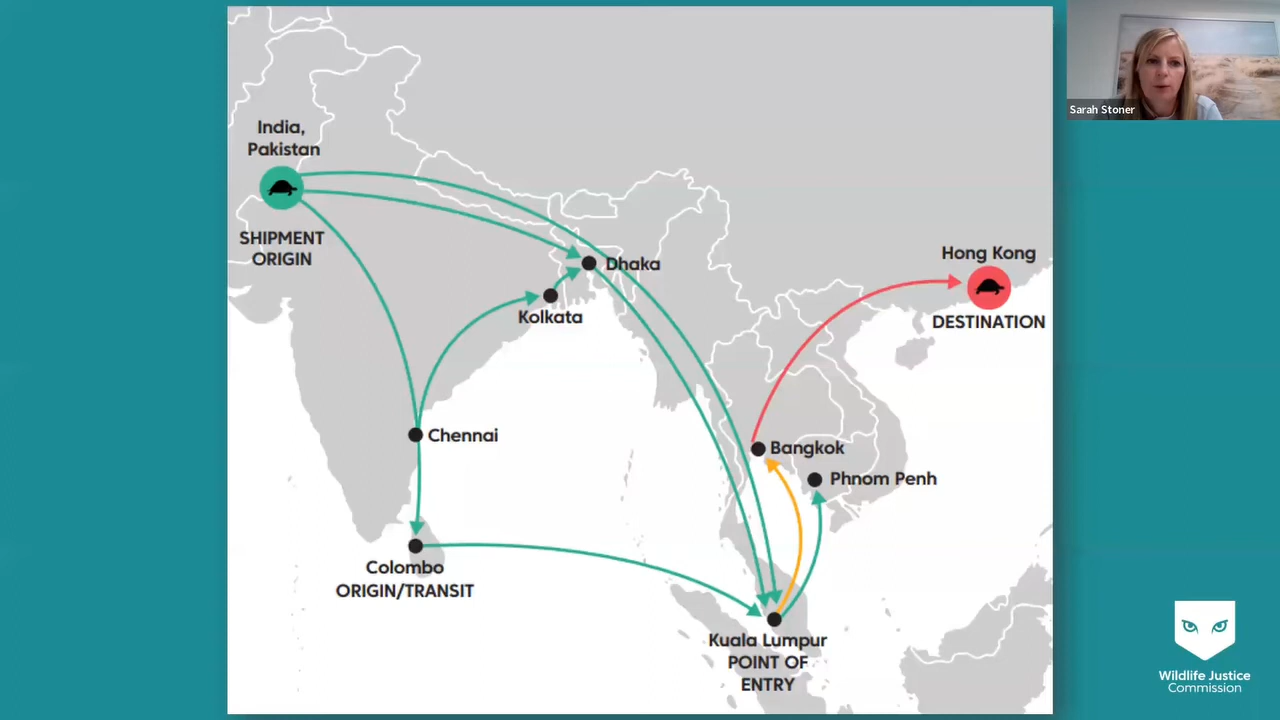 Sarah Stoner
India,
Pakistan
SHIPMENT
ORIGIN
Dhaka
Kolkata
Hong Kong
DESTINATION
Chennai
Bangkok
Phnom Penh
Colombo
ORIGIN/TRANSIT
Kuala Lumpur
POINT OF
ENTRY
Wildlife Justice
Commission